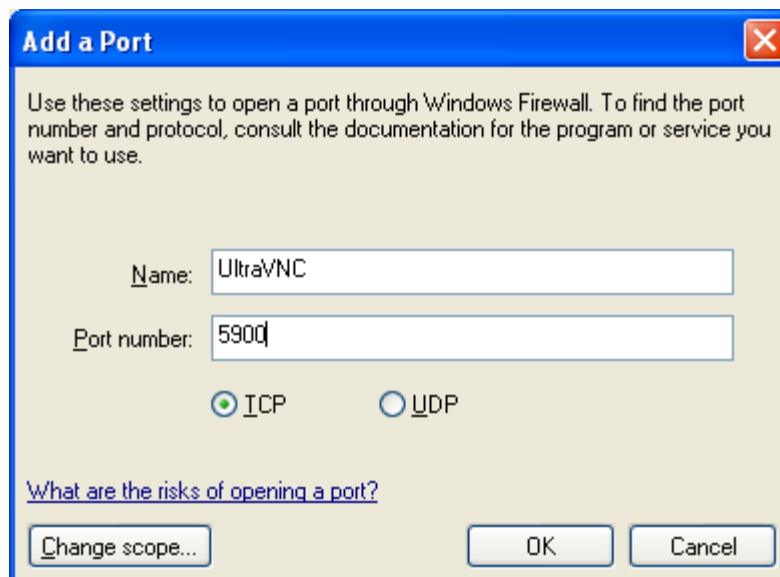 Add a Port
Use these settings to open a port through Windows Firewall. To find the port
number and protocol, consult the documentation for the program or service you
want to use.
Name: UltraVNC
Port number: 5900
TCP UDP
What are the risks of opening a port?
Change scope... OK Cancel